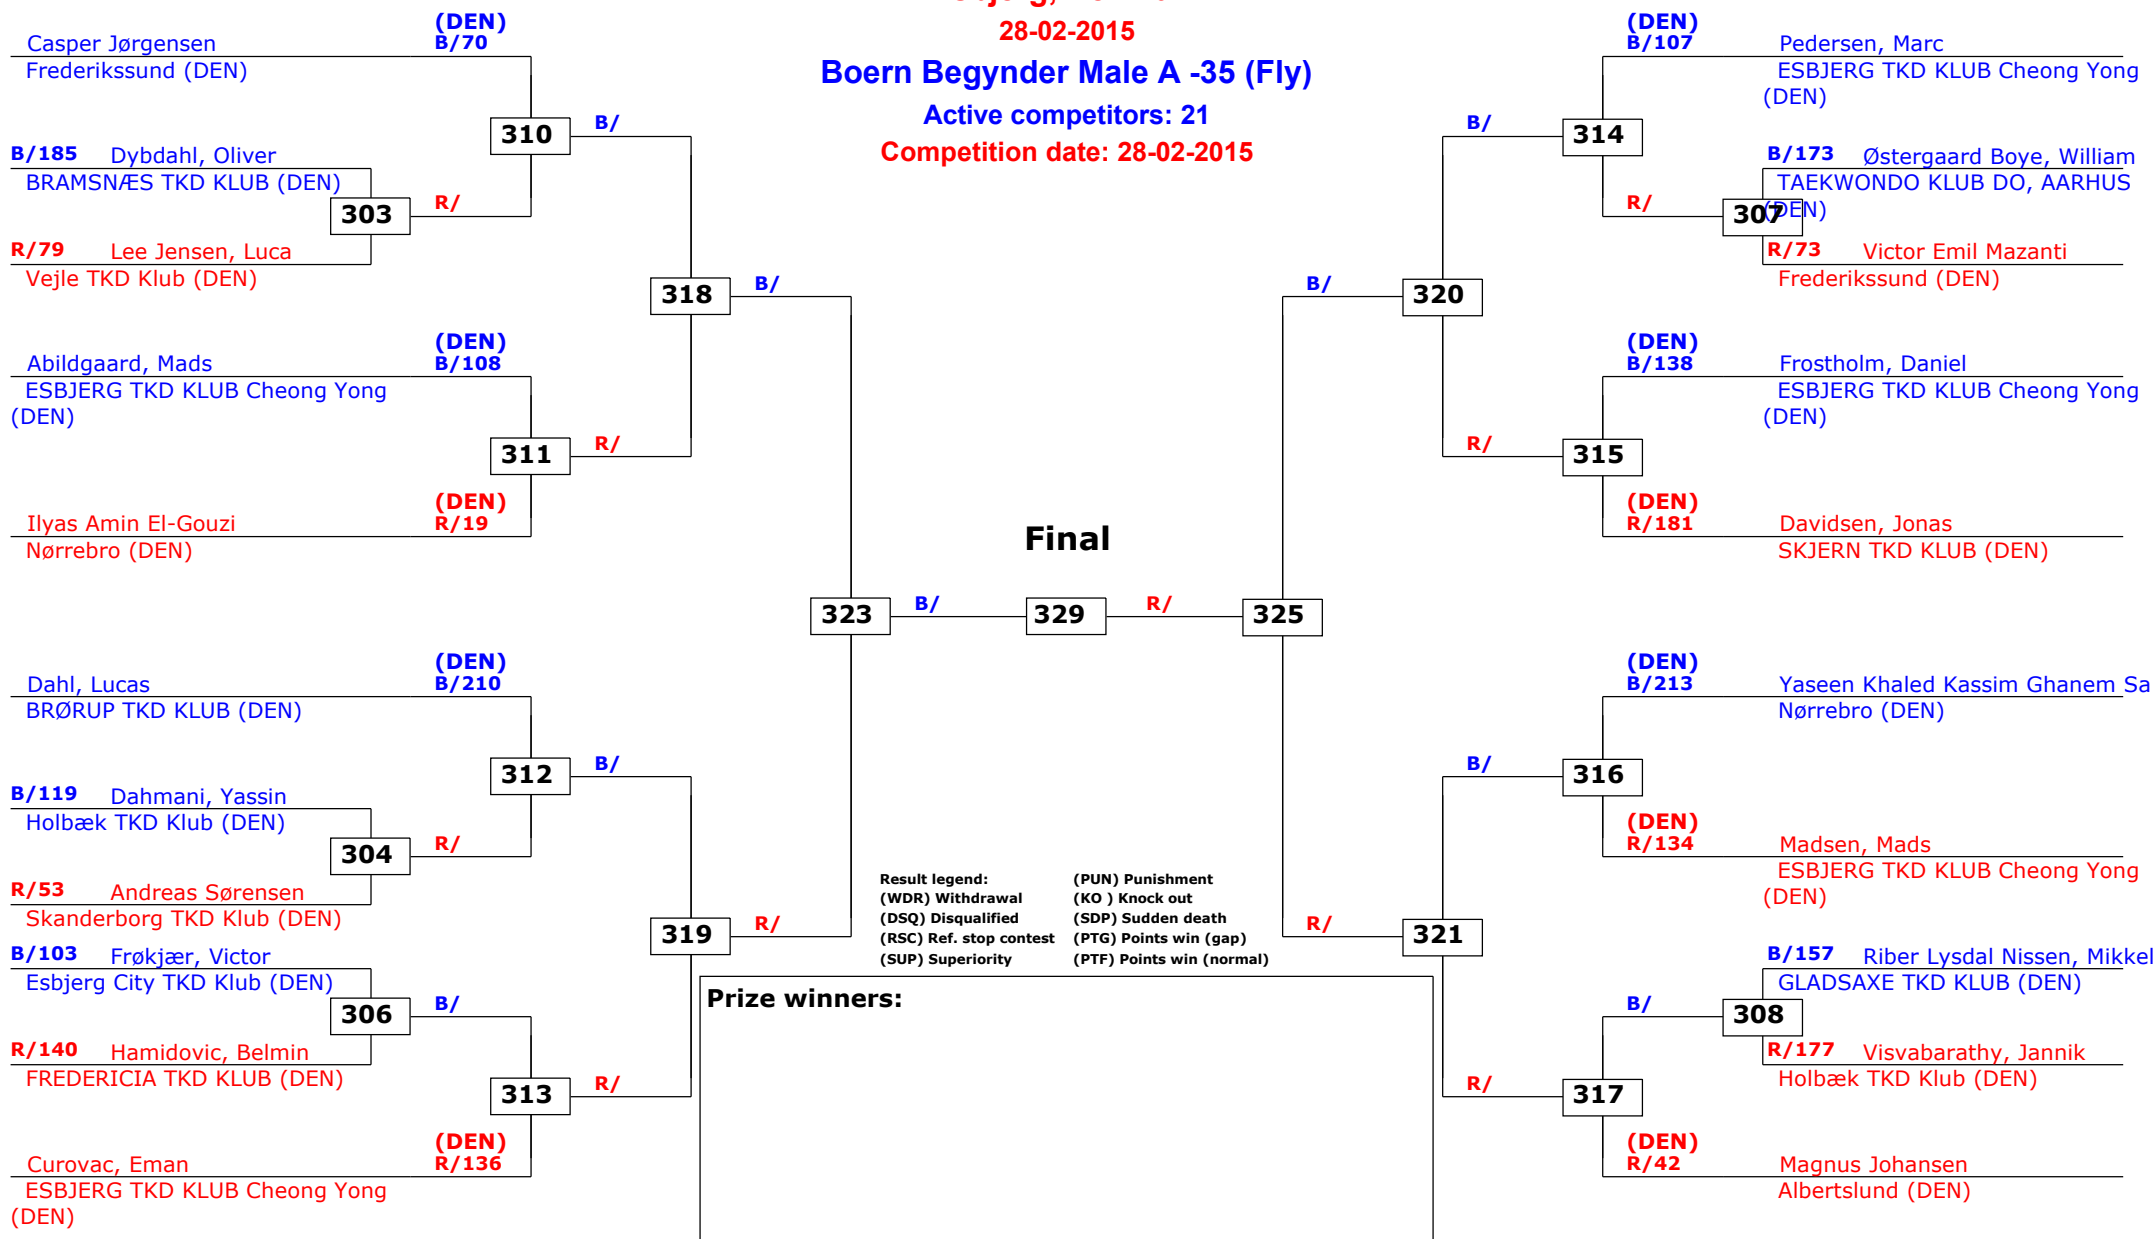 28-02-2015
Boern Begynder Male A -35 (Fly)
Active competitors: 21
Competition date: 28-02-2015
(DEN)
Casper Jørgensen B/70
Frederikssund (DEN)
310 B/
B/185 Dybdahl, Oliver
BRAMSNÆS TKD KLUB (DEN)
303 R/
R/79 Lee Jensen, Luca
Vejle TKD Klub (DEN)
318 B/
(DEN)
Abildgaard, Mads B/108
ESBJERG TKD KLUB Cheong Yong
(DEN)
311 R/
(DEN)
Ilyas Amin El-Gouzi R/19
Nørrebro (DEN)
Final
323 B/ 329 R/ 325
(DEN)
Dahl, Lucas B/210
BRØRUP TKD KLUB (DEN)
312 B/
B/119 Dahmani, Yassin
Holbæk TKD Klub (DEN)
304 R/
R/53 Andreas Sørensen
Skanderborg TKD Klub (DEN)
319 R/
B/103 Frøkjær, Victor
Esbjerg City TKD Klub (DEN)
306 B/
R/140 Hamidovic, Belmin
FREDERICIA TKD KLUB (DEN)
313 R/
(DEN)
Curovac, Eman R/136
ESBJERG TKD KLUB Cheong Yong
(DEN)
Result legend: (PUN) Punishment
(WDR) Withdrawal (KO ) Knock out
(DSQ) Disqualified (SDP) Sudden death
(RSC) Ref. stop contest (PTG) Points win (gap)
(SUP) Superiority (PTF) Points win (normal)
Prize winners:
(DEN)
B/107 Pedersen, Marc
ESBJERG TKD KLUB Cheong Yong
(DEN)
B/ 314
B/173 Østergaard Boye, William
TAEKWONDO KLUB DO, AARHUS
(DEN)
R/ 307
R/73 Victor Emil Mazanti
Frederikssund (DEN)
B/ 320
(DEN)
B/138 Frostholm, Daniel
ESBJERG TKD KLUB Cheong Yong
(DEN)
R/ 315
(DEN)
R/181 Davidsen, Jonas
SKJERN TKD KLUB (DEN)
(DEN)
B/213 Yaseen Khaled Kassim Ghanem Sa
Nørrebro (DEN)
B/ 316
(DEN)
R/134 Madsen, Mads
ESBJERG TKD KLUB Cheong Yong
(DEN)
R/ 321
B/157 Riber Lysdal Nissen, Mikkel
GLADSAXE TKD KLUB (DEN)
B/ 308
R/177 Visvabarathy, Jannik
Holbæk TKD Klub (DEN)
R/ 317
(DEN)
R/42 Magnus Johansen
Albertslund (DEN)